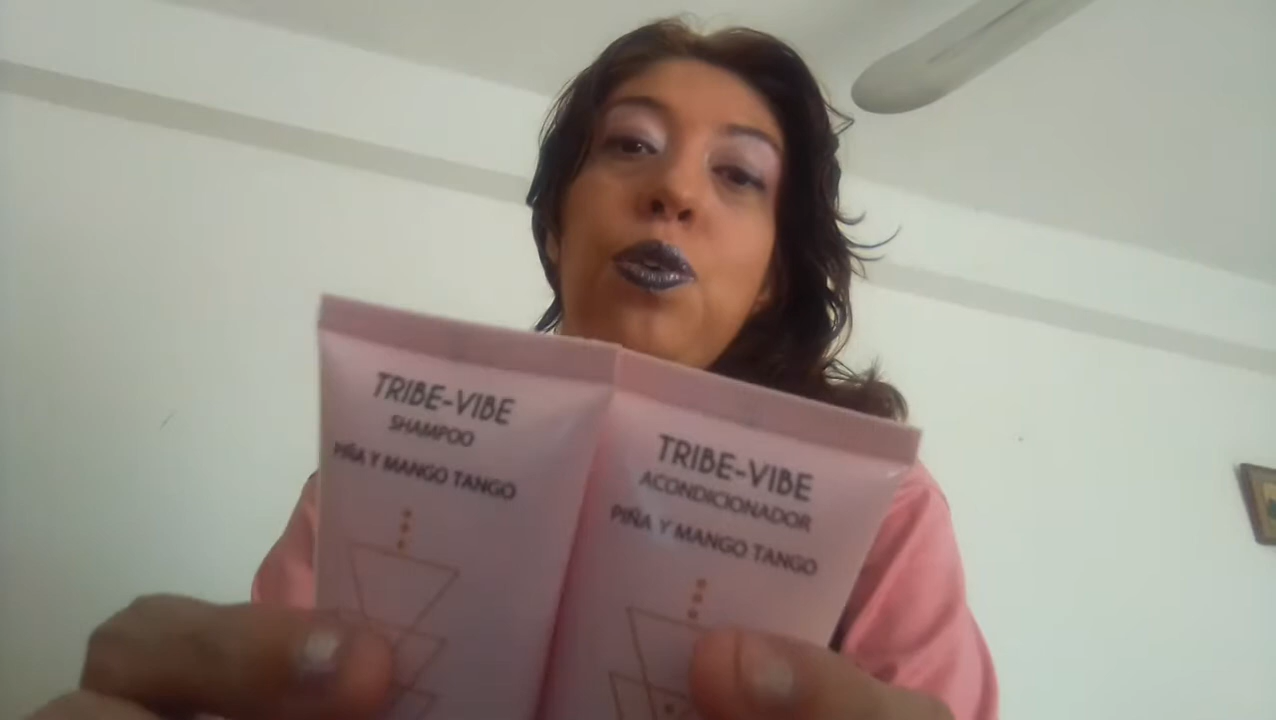 TRIBE-VIBE
SHAMPOO
PIÑA Y MANGO TANGO
TRIBE-VIBE
ACONDICIONADOR
PIÑA Y MANGO TANGO